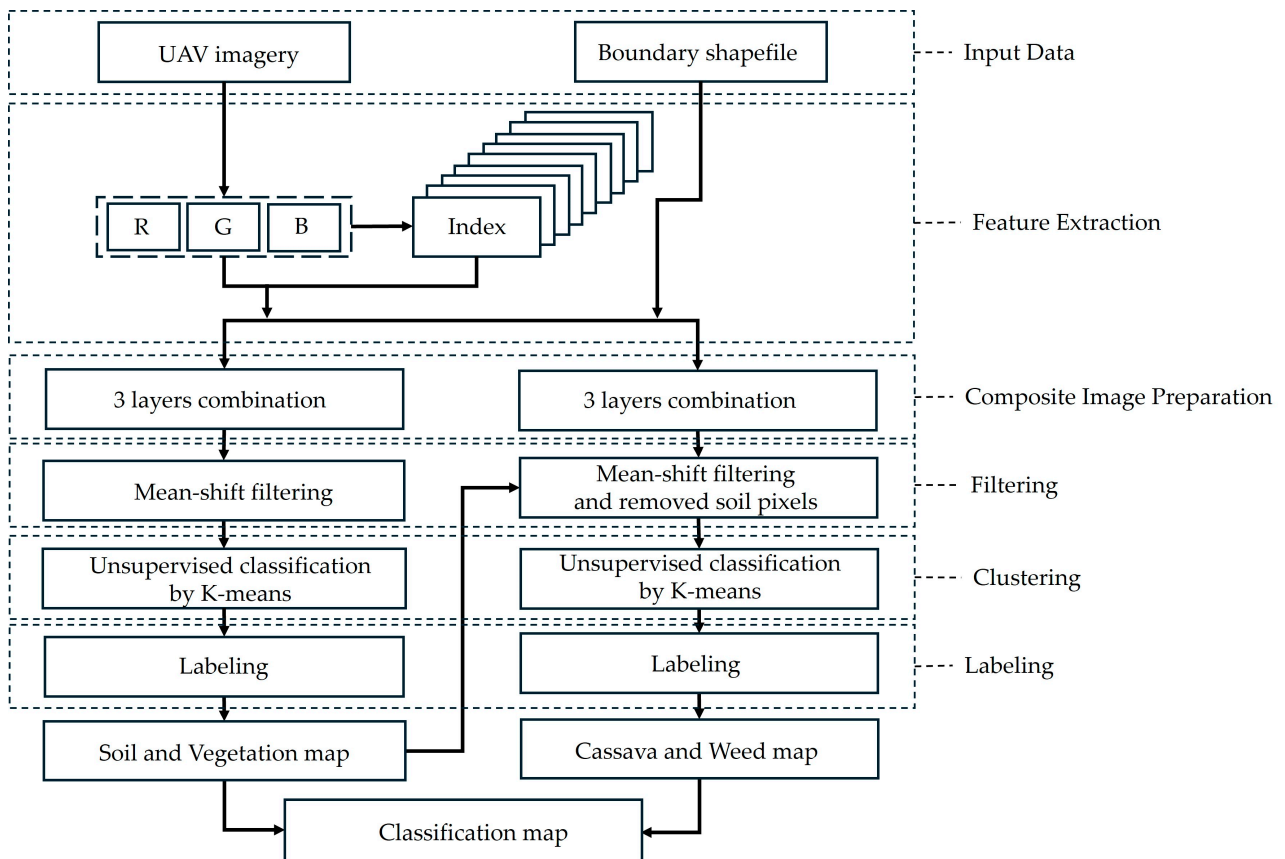 UAV imagery
Boundary shapefile
Input Data
R
G
B
Index
Feature Extraction
3 layers combination
3 layers combination
Composite Image Preparation
Mean-shift filtering
Mean-shift filtering
and removed soil pixels
Filtering
Unsupervised classification
by K-means
Unsupervised classification
by K-means
Clustering
Labeling
Labeling
Labeling
Soil and Vegetation map
Cassava and Weed map
Classification map